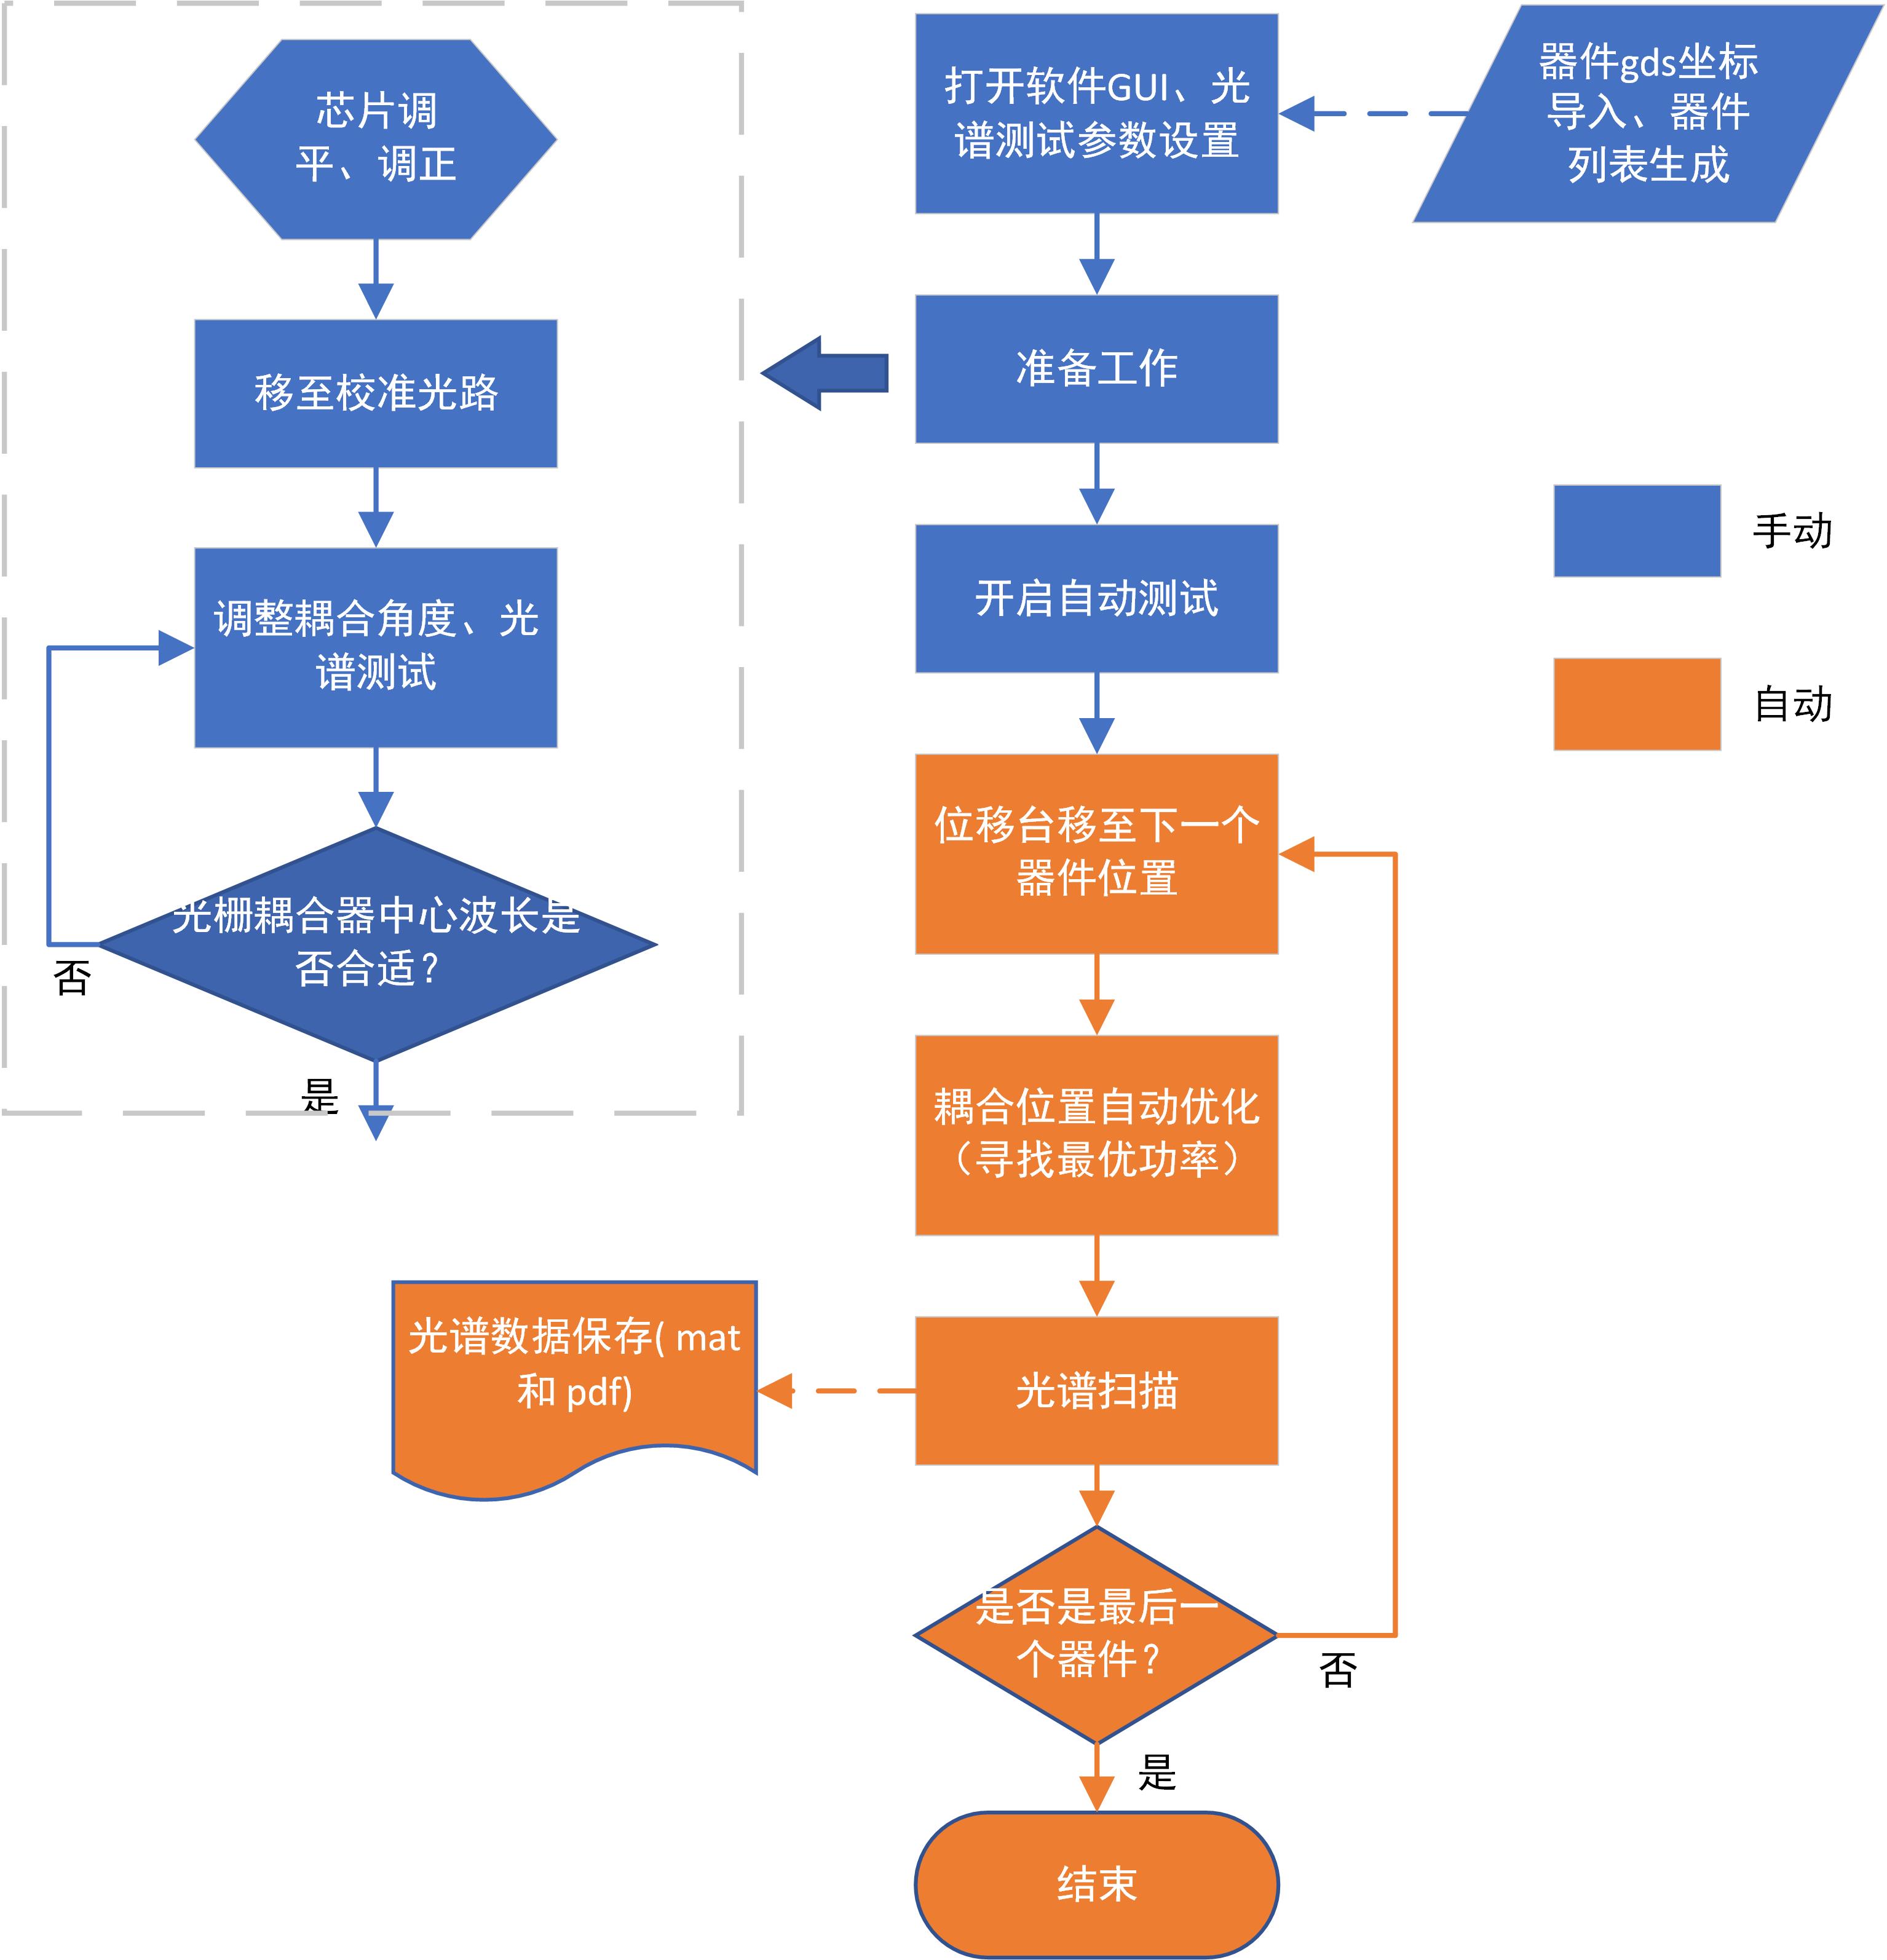 芯片调
平、调正
移至校准光路
调整耦合角度、光
谱测试
光栅耦合器中心波长是
否合适？
否
是
打开软件GUI、光
谱测试参数设置
器件gds坐标
导入、器件
列表生成
准备工作
开启自动测试
手动
自动
位移台移至下一个
器件位置
耦合位置自动优化
（寻找最优功率）
光谱扫描
光谱数据保存( mat
和 pdf)
是否是最后一
个器件？
否
是
结束